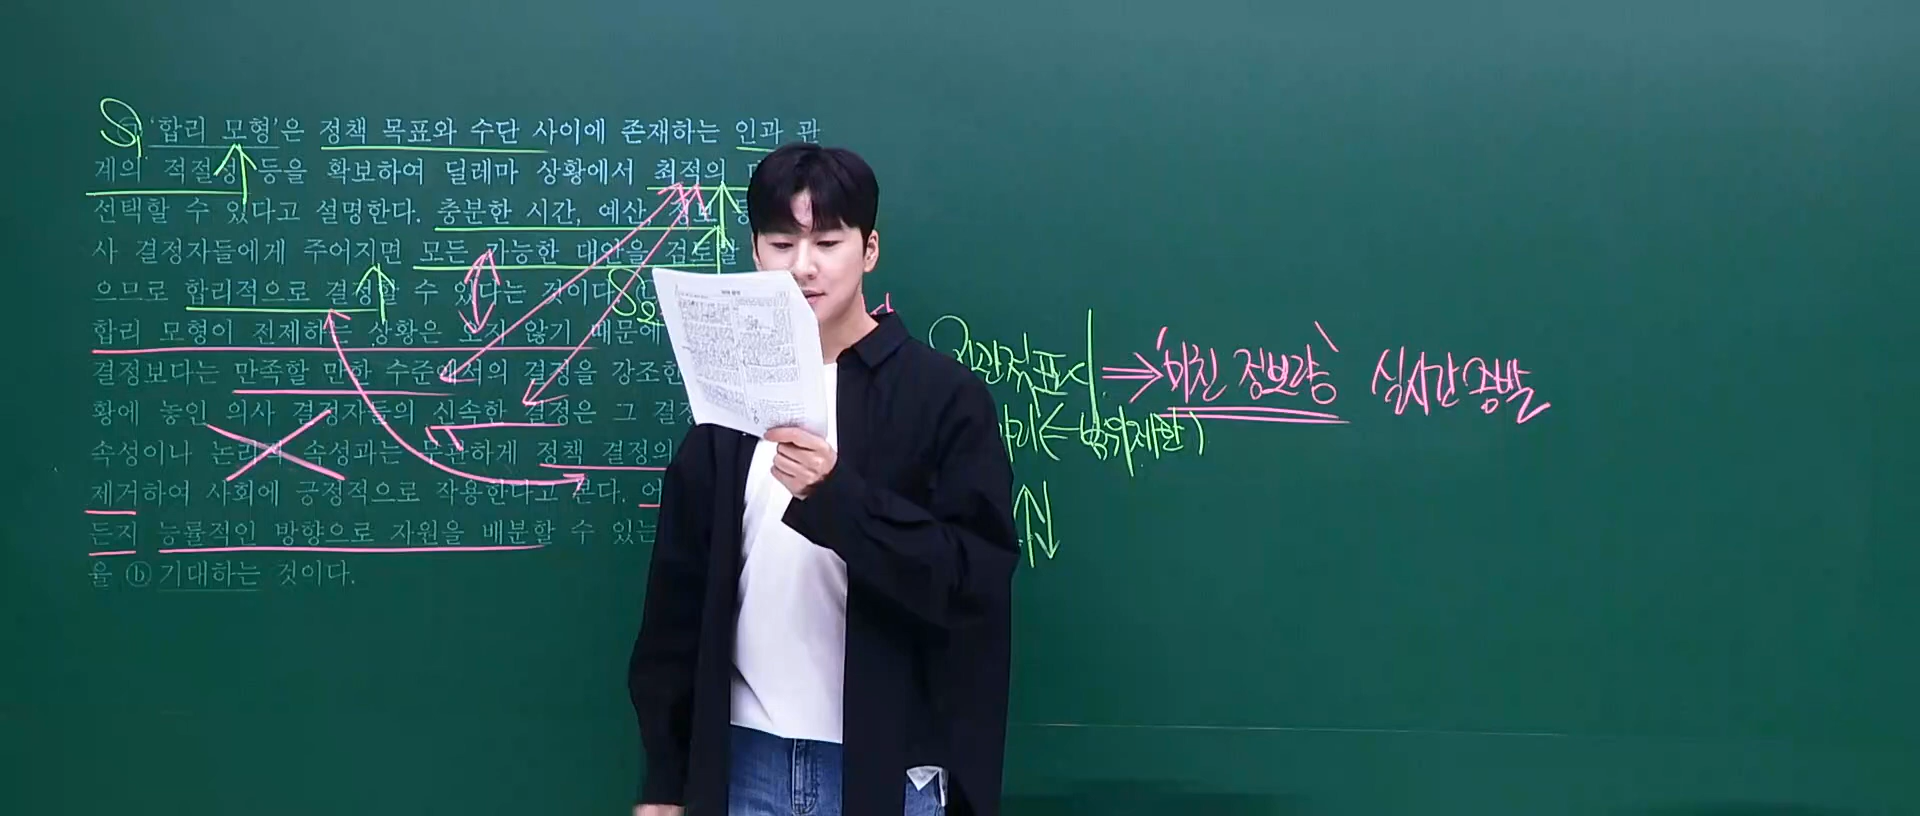 '합리 모형'은 정책 목표와 수단 사이에 존재하는 인과 관
계의 적절성 등을 확보하여 딜레마 상황에서 최적의
선택할 수 있다고 설명한다. 충분한 시간, 예산, 정보
사 결정자들에게 주어지면 모든 가능한 대안을 검토할
으므로 합리적으로 결정할 수 있다는 것이다.
합리 모형이 전제하는 상황은 오지 않기 때문에
결정보다는 만족할 만한 수준에서의 결정을 강조한
황에 놓인 의사 결정자들의 신속한 결정은 그 결정
속성이나 논리적 속성과는 무관하게 정책 결정의
제거하여 사회에 긍정적으로 작용한다고 본다. 어
든지 능률적인 방향으로 자원을 배분할 수 있는
을 ⓑ 기대하는 것이다.
S1
S2
직관적 표시 ⇒ '미친 정보량' 실시간 증발
(←범위제한)
↑↓